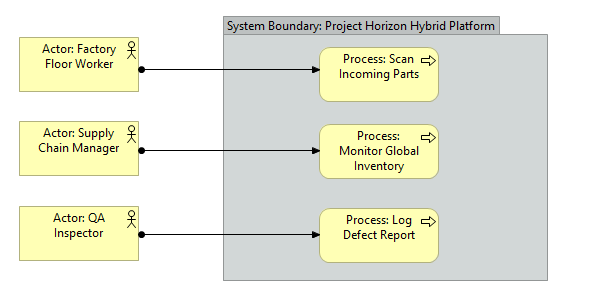 System Boundary: Project Horizon Hybrid Platform
Actor: Factory
Floor Worker
Process: Scan
Incoming Parts
Actor: Supply
Chain Manager
Process:
Monitor Global
Inventory
Actor: QA
Inspector
Process: Log
Defect Report